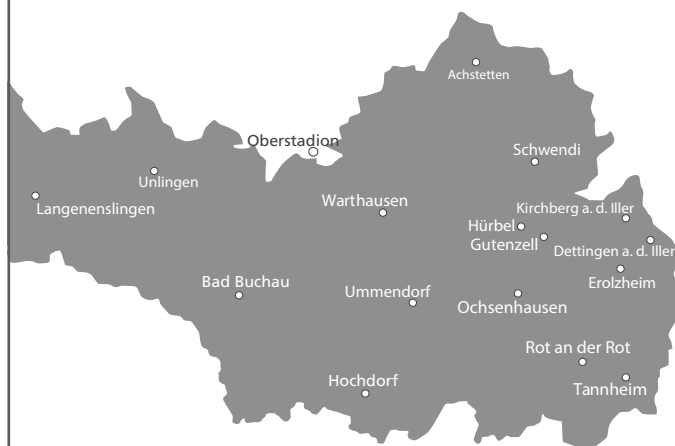 Achstetten
Oberstadion
Schwendi
Unlingen
Langenenslingen
Warthausen
Kirchberg a. d. Iller
Hürbel
Gutenzell
Dettingen a. d. Iller
Erolzheim
Bad Buchau
Ummendorf
Ochsenhausen
Rot an der Rot
Hochdorf
Tannheim